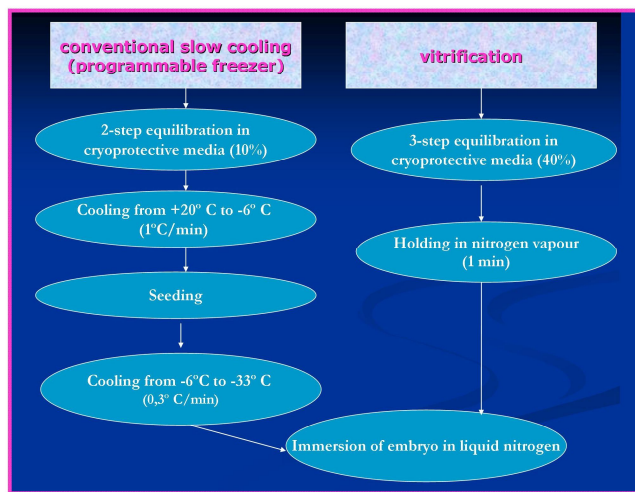 conventional slow cooling
(programmable freezer)
vitrification
2-step equilibration in
cryoprotective media (10%)
3-step equilibration in
cryoprotective media (40%)
Cooling from +20º C to -6º C
(1ºC/min)
Holding in nitrogen vapour
(1 min)
Seeding
Cooling from -6ºC to -33º C
(0,3º C/min)
Immersion of embryo in liquid nitrogen